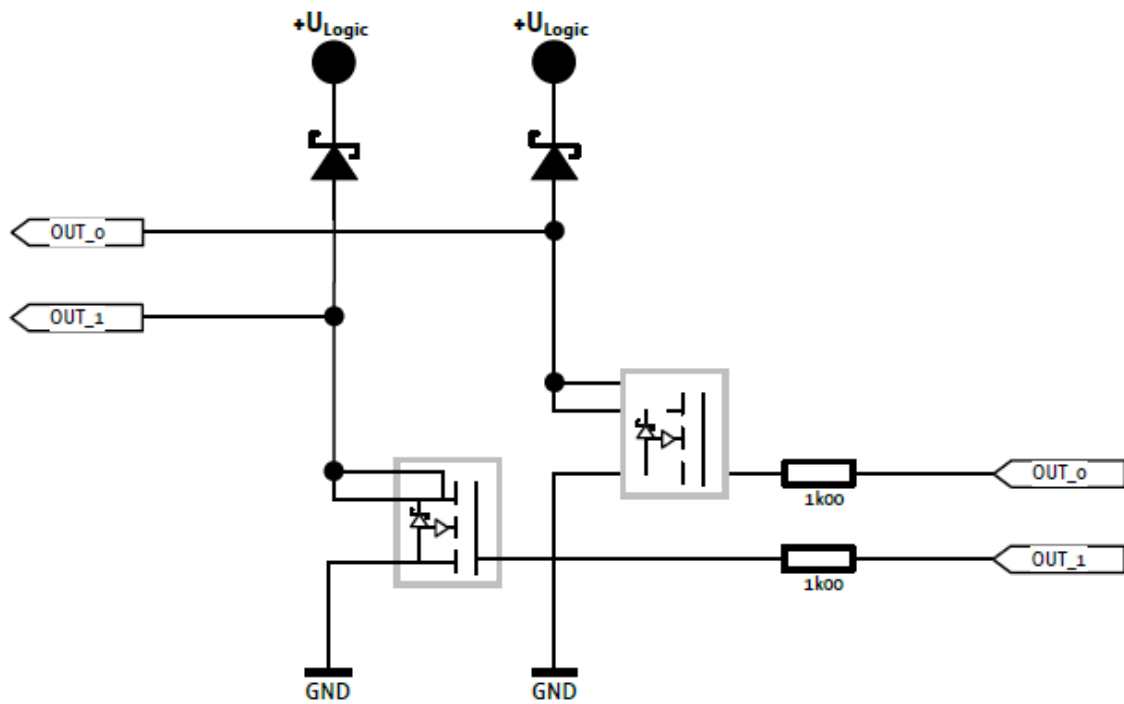 +ULogic +ULogic
OUT_0
OUT_1
OUT_0
1k00
OUT_1
1k00
GND GND